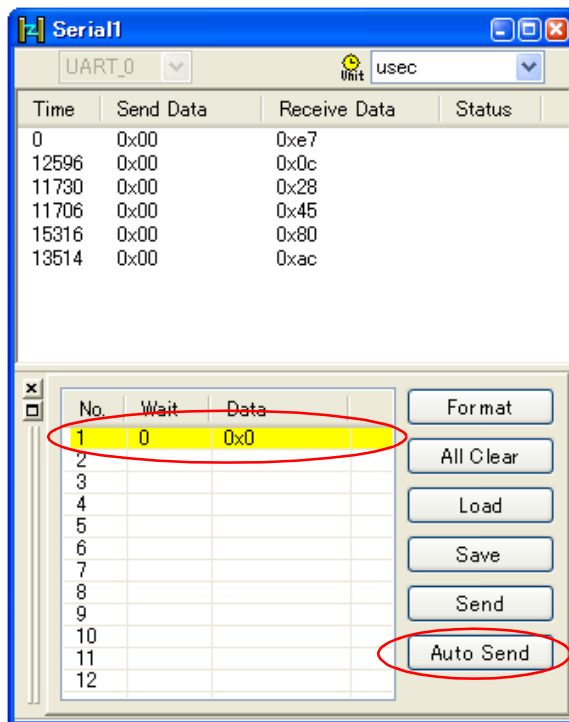 Serial1
UART_0 Unit usec
Time Send Data Receive Data Status
0 0x00 0xe7
12596 0x00 0x0c
11730 0x00 0x28
11706 0x00 0x45
15316 0x00 0x80
13514 0x00 0xac
No. Wait Data
1 0 0x0
2
3
4
5
6
7
8
9
10
11
12
Format
All Clear
Load
Save
Send
Auto Send